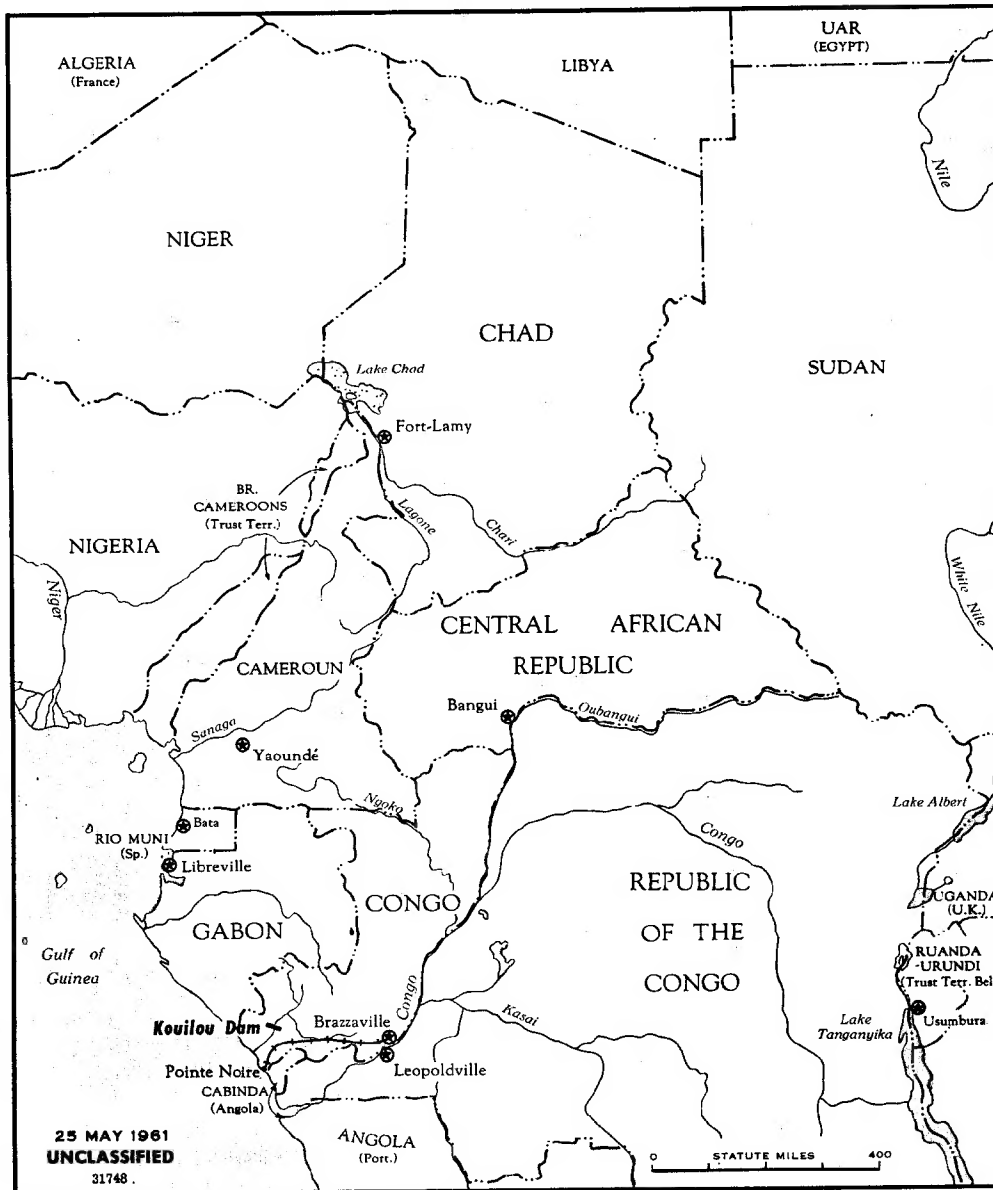 ALGERIA
(France)
LIBYA
UAR
(EGYPT)
Nile
NIGER
CHAD
SUDAN
Lake Chad
Fort-Lamy
BR.
CAMEROONS
(Trust Terr.)
Lagone
Chari
NIGERIA
Niger
White Nile
CENTRAL AFRICAN
REPUBLIC
CAMEROUN
Bangui
Oubangui
Sanaga
Yaoundé
Ngoko
Lake Albert
Bata
RIO MUNI
(Sp.)
Libreville
Congo
REPUBLIC
OF THE
CONGO
UGANDA
(U.K.)
CONGO
GABON
Gulf of
Guinea
RUANDA
-URUNDI
(Trust Terr. Bel
Usumbura
Congo
Kasai
Kouilou Dam
Brazzaville
Lake
Tanganyika
Pointe Noire
Leopoldville
CABINDA
(Angola)
ANGOLA
(Port.)
25 MAY 1961
UNCLASSIFIED
31748
0 STATUTE MILES 400